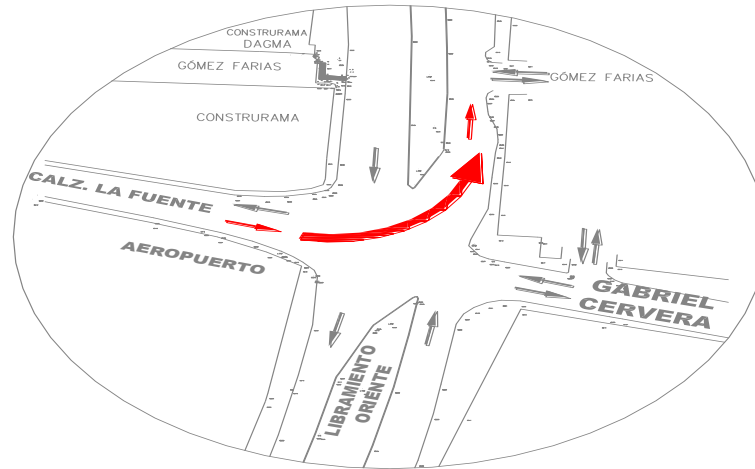 CONSTRURAMA
DAGMA
GÓMEZ FARIAS
CONSTRURAMA
GÓMEZ FARIAS
CALZ. LA FUENTE
AEROPUERTO
GABRIEL
CERVERA
LIBRAMIENTO
ORIENTE